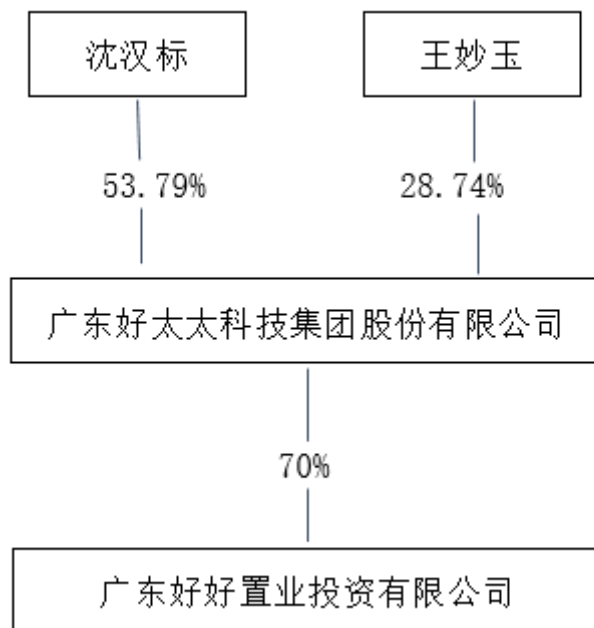 沈汉标
王妙玉
53.79%
28.74%
广东好太太科技集团股份有限公司
70%
广东好好置业投资有限公司